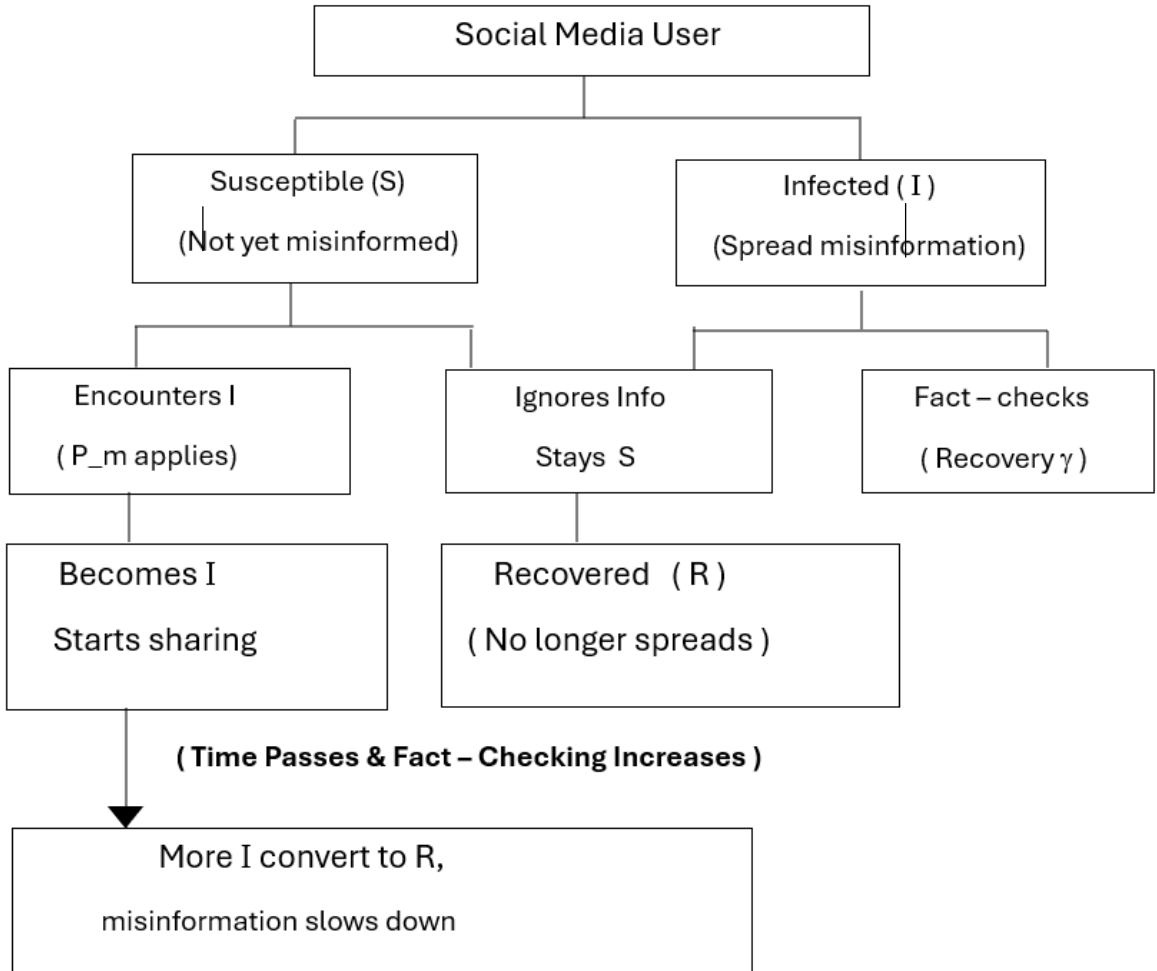 Social Media User
Susceptible (S)
(Not yet misinformed)
Infected ( I )
(Spread misinformation)
Encounters I
( P_m applies)
Ignores Info
Stays S
Fact – checks
( Recovery γ )
Becomes I
Starts sharing
Recovered ( R )
( No longer spreads )
( Time Passes & Fact – Checking Increases )
More I convert to R,
misinformation slows down